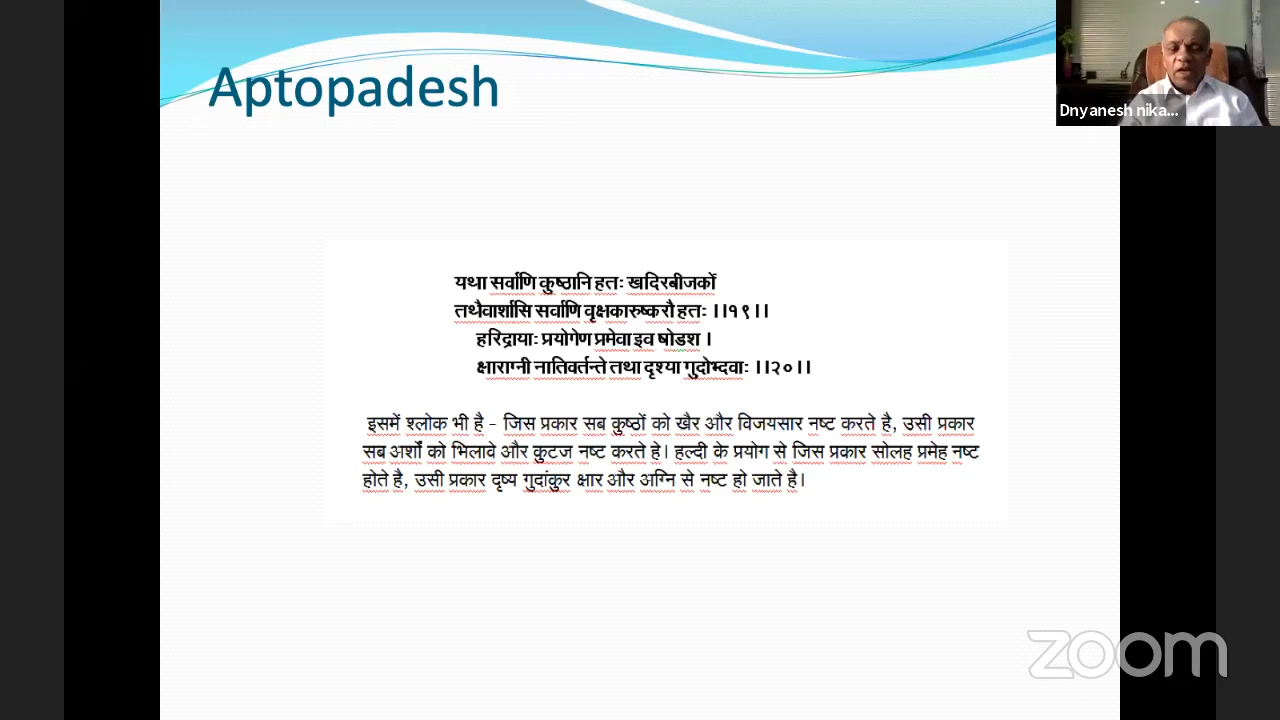 Aptopadesh
Dnyanesh nika...
यथा सर्वाणि कुष्ठानि हतः खदिरबीजकों
तथैवार्शासि सर्वाणि वृक्षकारुष्करौ हतः ।।१९।।
हरिद्रायाः प्रयोगेण प्रमेवा इव षोडश ।
क्षाराग्नी नातिवर्तन्ते तथा दृश्या गुदोभ्दवाः ।।२०।।
इसमें श्लोक भी है - जिस प्रकार सब कुष्ठों को खैर और विजयसार नष्ट करते है, उसी प्रकार
सब अर्शों को भिलावे और कुटज नष्ट करते हे। हल्दी के प्रयोग से जिस प्रकार सोलह प्रमेह नष्ट
होते है, उसी प्रकार दृष्य गुदांकुर क्षार और अग्नि से नष्ट हो जाते है।
zoom